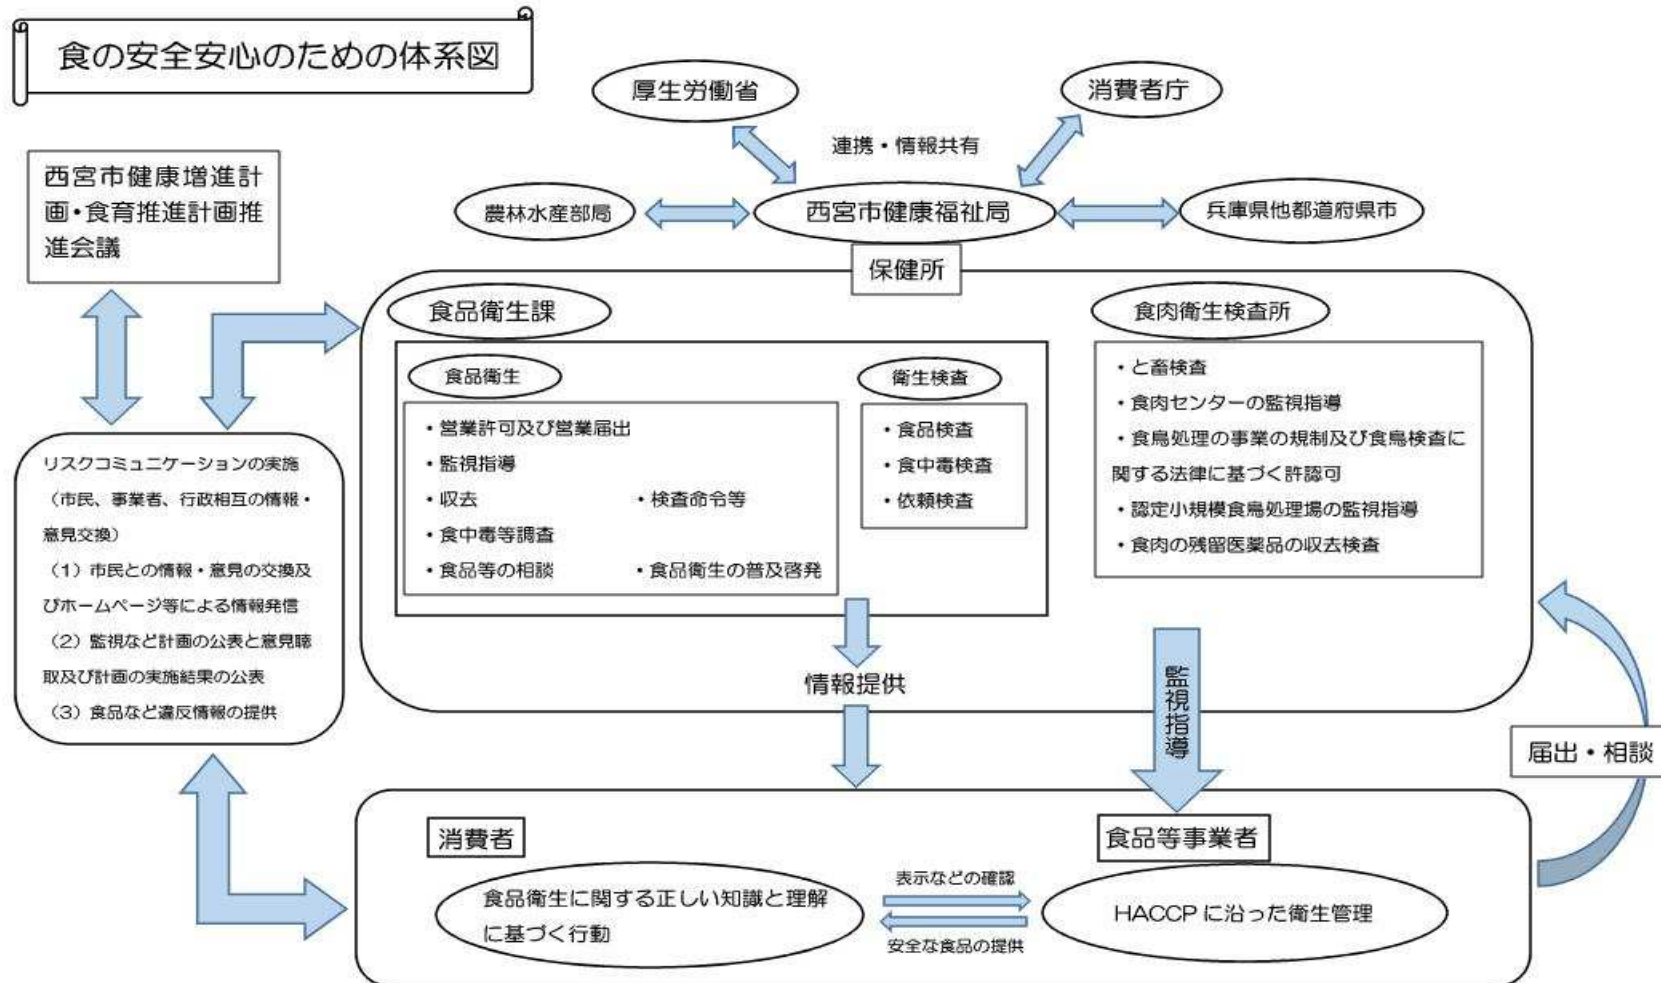 食の安全安心のための体系図
厚生労働省
消費者庁
連携・情報共有
西宮市健康増進計
画・食育推進計画推
進会議
農林水産部局
西宮市健康福祉局
兵庫県他都道府県市
保健所
食品衛生課
食品衛生
・営業許可及び営業届出
・監視指導
・収去　・検査命令等
・食中毒等調査
・食品等の相談　・食品衛生の普及啓発
衛生検査
・食品検査
・食中毒検査
・依頼検査
食肉衛生検査所
・と畜検査
・食肉センターの監視指導
・食鳥処理の事業の規制及び食鳥検査に
関する法律に基づく許認可
・認定小規模食鳥処理場の監視指導
・食肉の残留医薬品の収去検査
リスクコミュニケーションの実施
（市民、事業者、行政相互の情報・
意見交換）
（1）市民との情報・意見の交換及
びホームページ等による情報発信
（2）監視など計画の公表と意見聴
取及び計画の実施結果の公表
（3）食品など違反情報の提供
情報提供
監視指導
届出・相談
消費者
食品衛生に関する正しい知識と理解
に基づく行動
表示などの確認
安全な食品の提供
食品等事業者
HACCPに沿った衛生管理